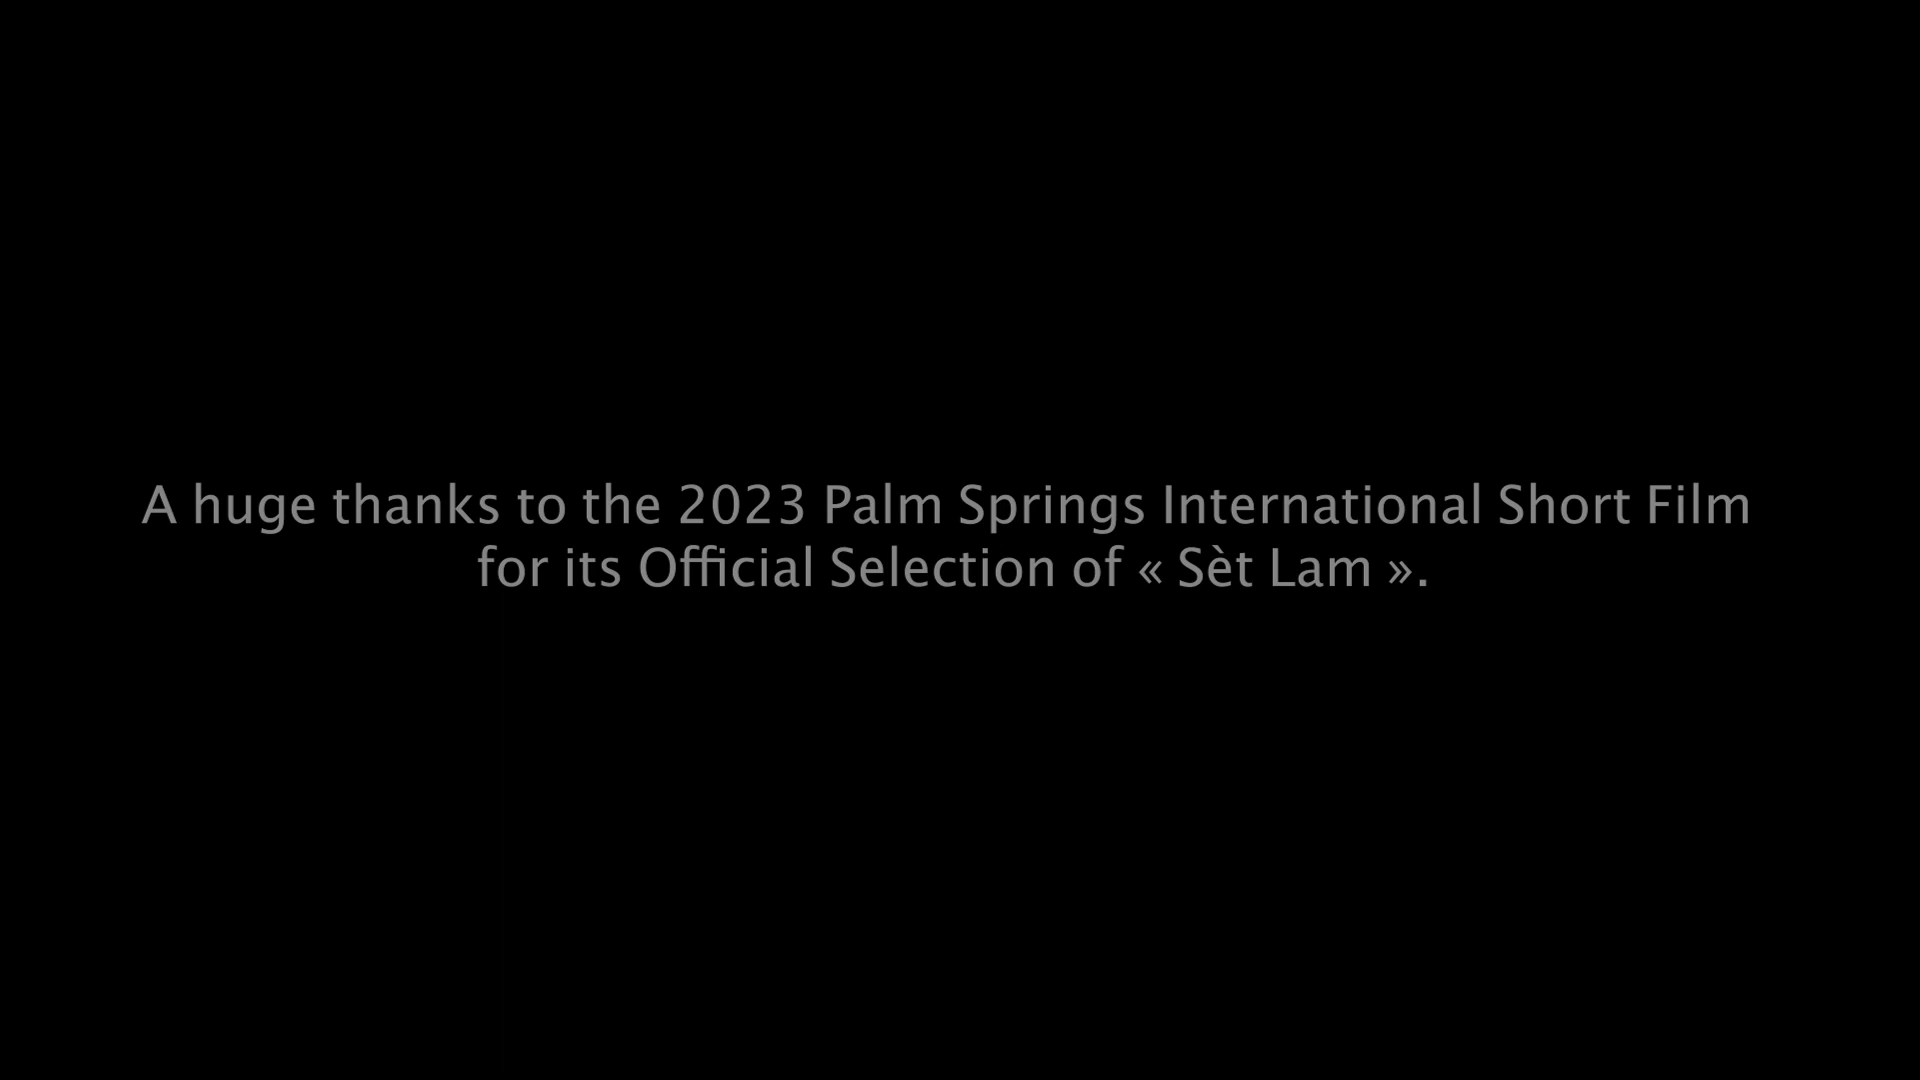 A huge thanks to the 2023 Palm Springs International Short Film
for its Official Selection of « Sèt Lam ».